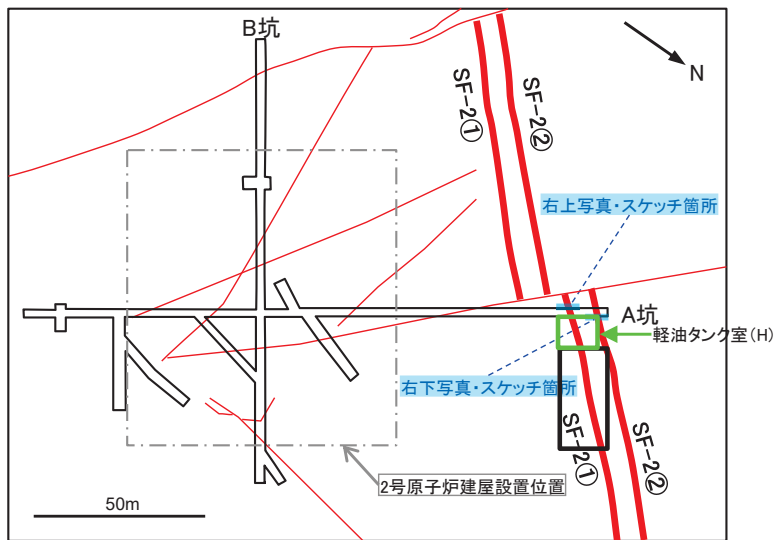 B坑
N
SF-2①
SF-2②
右上写真・スケッチ箇所
A坑
軽油タンク室(H)
右下写真・スケッチ箇所
SF-2①
SF-2②
2号原子炉建屋設置位置
50m